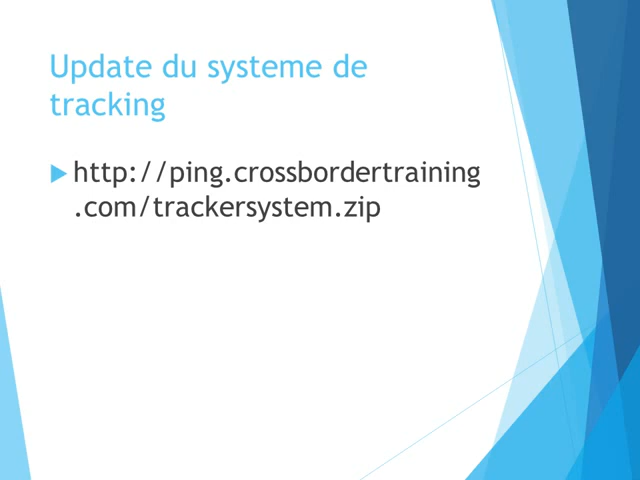 Update du systeme de
tracking
http://ping.crossbordertraining
.com/trackersystem.zip